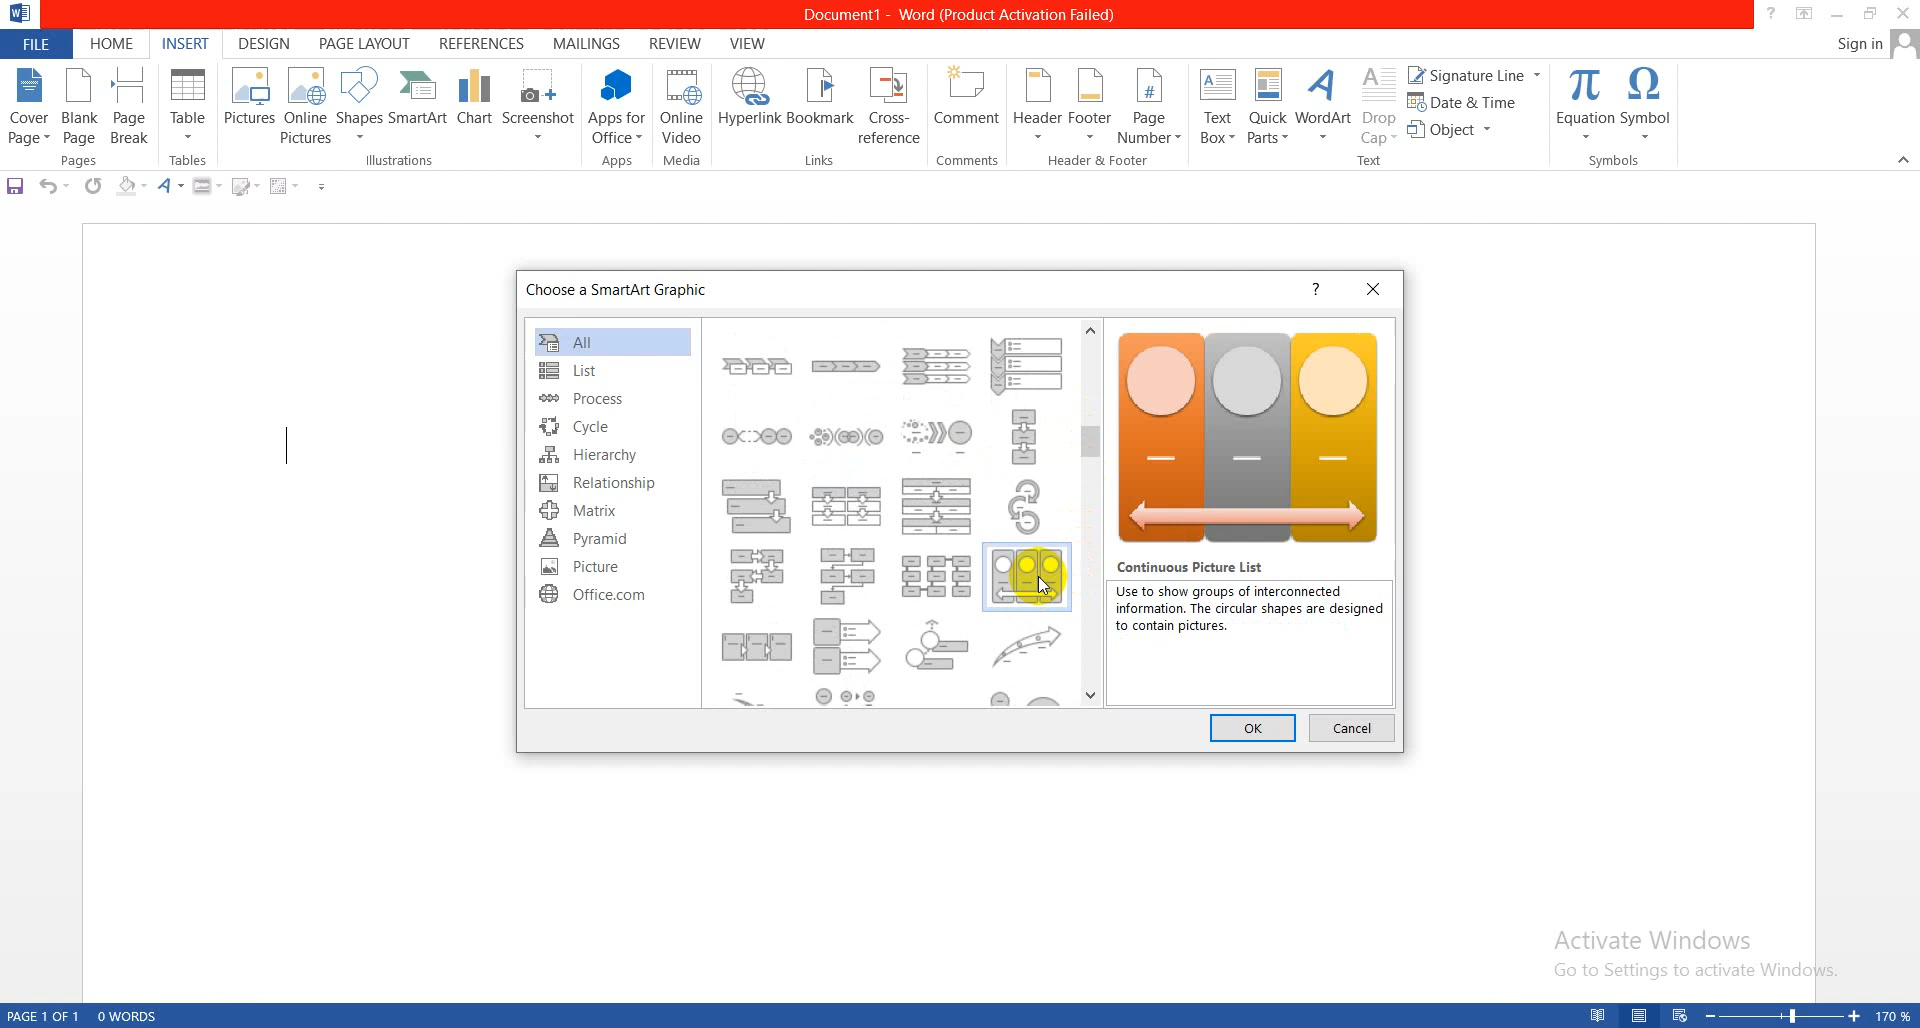 Document1 - Word (Product Activation Failed)
?
FILE HOME INSERT DESIGN PAGE LAYOUT REFERENCES MAILINGS REVIEW VIEW
Sign in
Cover Page
Blank Page
Page Break
Table
Pictures
Online Pictures
Shapes
SmartArt
Chart
Screenshot
Apps for Office
Online Video
Hyperlink
Bookmark
Cross-
reference
Comment
Header
Footer
Page Number
Text Box
Quick Parts
WordArt
Drop Cap
Signature Line
Date & Time
Object
Equation
Symbol
Pages
Tables
Illustrations
Apps
Media
Links
Comments
Header & Footer
Text
Symbols
Choose a SmartArt Graphic
?
All
List
Process
Cycle
Hierarchy
Relationship
Matrix
Pyramid
Picture
Office.com
Continuous Picture List
Use to show groups of interconnected
information. The circular shapes are designed
to contain pictures.
OK
Cancel
Activate Windows
Go to Settings to activate Windows.
PAGE 1 OF 1 0 WORDS
170 %